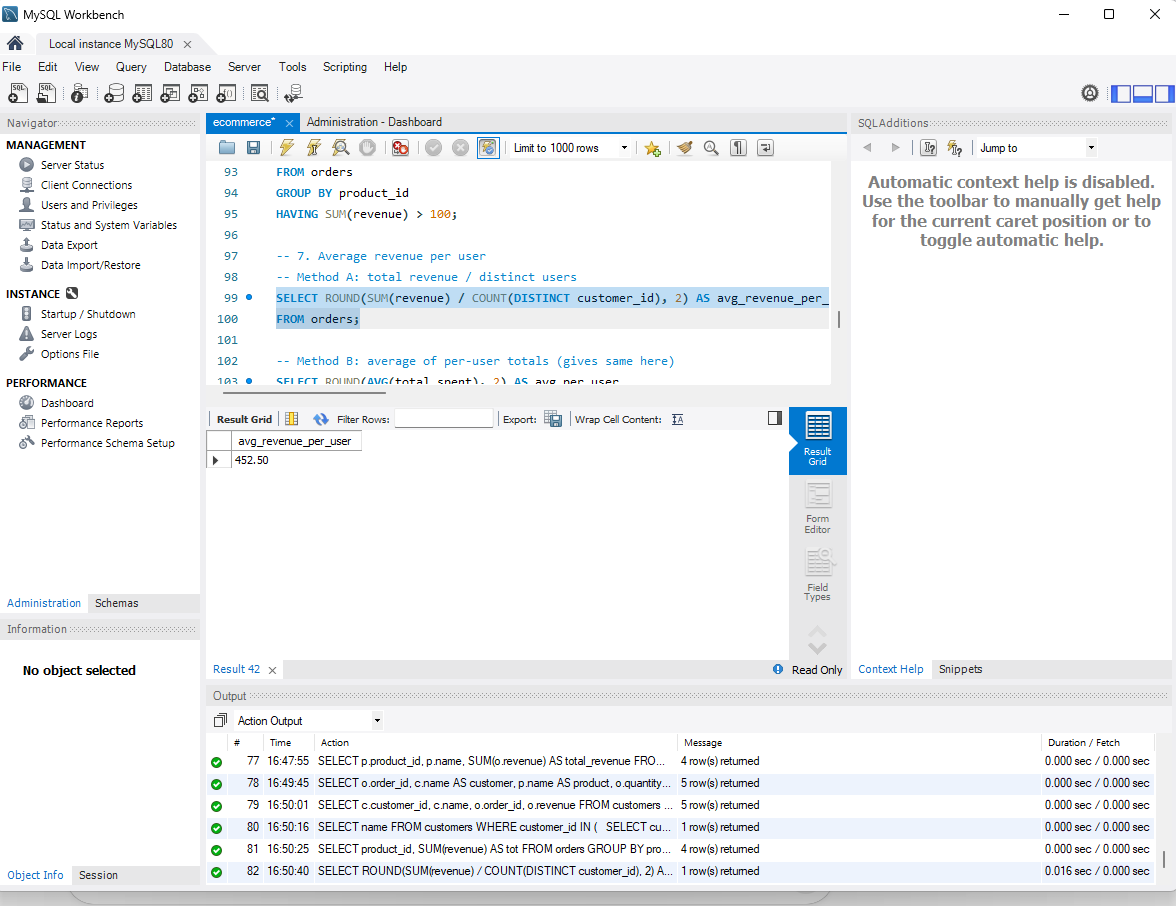 MySQL Workbench
Local instance MySQL80
File Edit View Query Database Server Tools Scripting Help
Navigator
MANAGEMENT
Server Status
Client Connections
Users and Privileges
Status and System Variables
Data Export
Data Import/Restore
INSTANCE
Startup / Shutdown
Server Logs
Options File
PERFORMANCE
Dashboard
Performance Reports
Performance Schema Setup
Administration Schemas
Information
No object selected
Object Info Session
ecommerce* Administration - Dashboard
Limit to 1000 rows
93 FROM orders
94 GROUP BY product_id
95 HAVING SUM(revenue) > 100;
96
97 -- 7. Average revenue per user
98 -- Method A: total revenue / distinct users
99 SELECT ROUND(SUM(revenue) / COUNT(DISTINCT customer_id), 2) AS avg_revenue_per_
100 FROM orders;
101
102 -- Method B: average of per-user totals (gives same here)
103 SELECT ROUND(AVG(total_spent), 2) AS avg_per_user
Result Grid Filter Rows: Export: Wrap Cell Content:
avg_revenue_per_user
452.50
Result Grid
Form Editor
Field Types
Result 42 Read Only
SQLAdditions
Jump to
Automatic context help is disabled.
Use the toolbar to manually get help
for the current caret position or to
toggle automatic help.
Context Help Snippets
Output
Action Output
# Time Action Message Duration / Fetch
77 16:47:55 SELECT p.product_id, p.name, SUM(o.revenue) AS total_revenue FRO... 4 row(s) returned 0.000 sec / 0.000 sec
78 16:49:45 SELECT o.order_id, c.name AS customer, p.name AS product, o.quantity... 5 row(s) returned 0.000 sec / 0.000 sec
79 16:50:01 SELECT c.customer_id, c.name, o.order_id, o.revenue FROM customers ... 5 row(s) returned 0.000 sec / 0.000 sec
80 16:50:16 SELECT name FROM customers WHERE customer_id IN ( SELECT cu... 1 row(s) returned 0.000 sec / 0.000 sec
81 16:50:25 SELECT product_id, SUM(revenue) AS tot FROM orders GROUP BY pro... 4 row(s) returned 0.000 sec / 0.000 sec
82 16:50:40 SELECT ROUND(SUM(revenue) / COUNT(DISTINCT customer_id), 2) A... 1 row(s) returned 0.016 sec / 0.000 sec